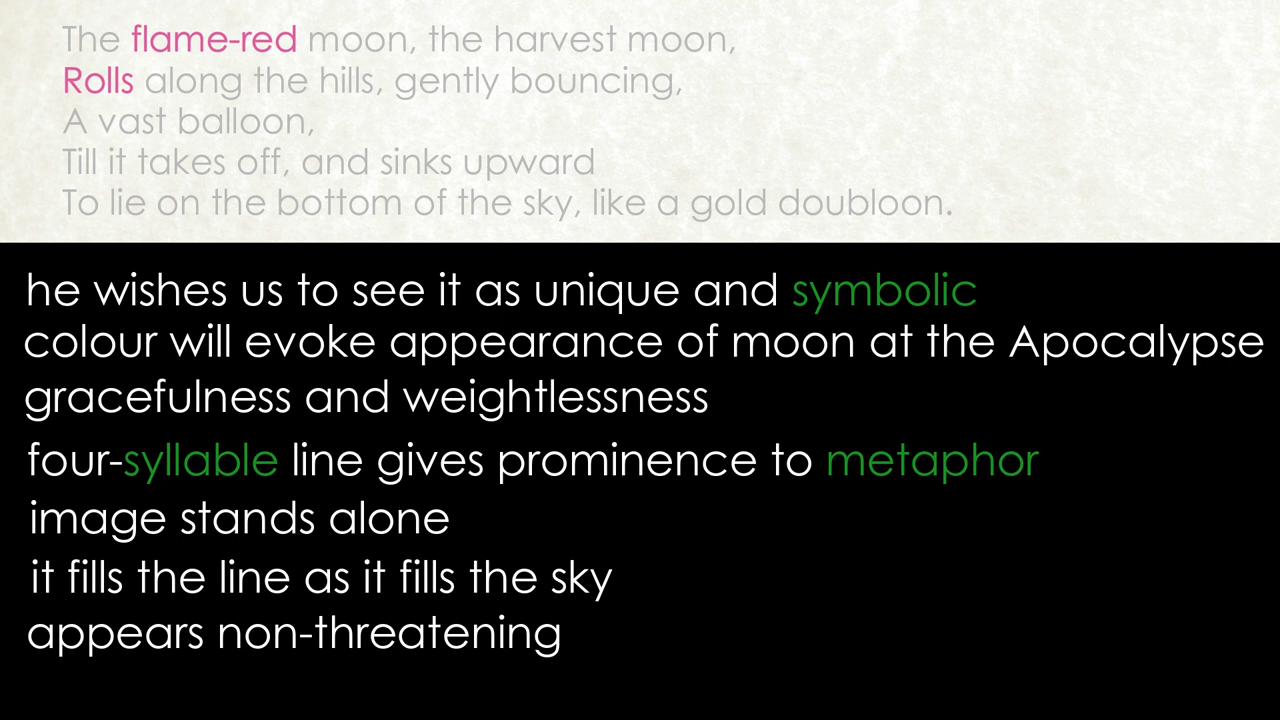 The flame-red moon, the harvest moon,
Rolls along the hills, gently bouncing,
A vast balloon,
Till it takes off, and sinks upward
To lie on the bottom of the sky, like a gold doubloon.
he wishes us to see it as unique and symbolic
colour will evoke appearance of moon at the Apocalypse
gracefulness and weightlessness
four-syllable line gives prominence to metaphor
image stands alone
it fills the line as it fills the sky
appears non-threatening